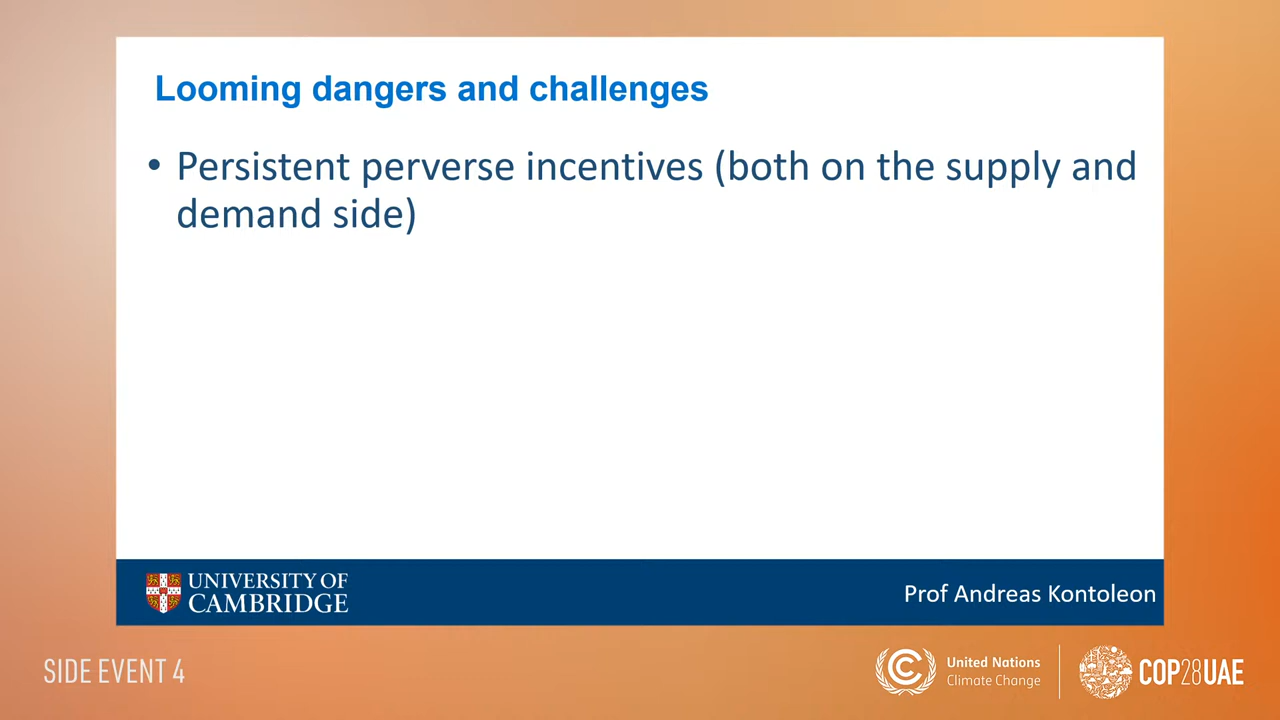 Looming dangers and challenges
• Persistent perverse incentives (both on the supply and
demand side)
UNIVERSITY OF
CAMBRIDGE
Prof Andreas Kontoleon
SIDE EVENT 4
United Nations
Climate Change
COP28UAE